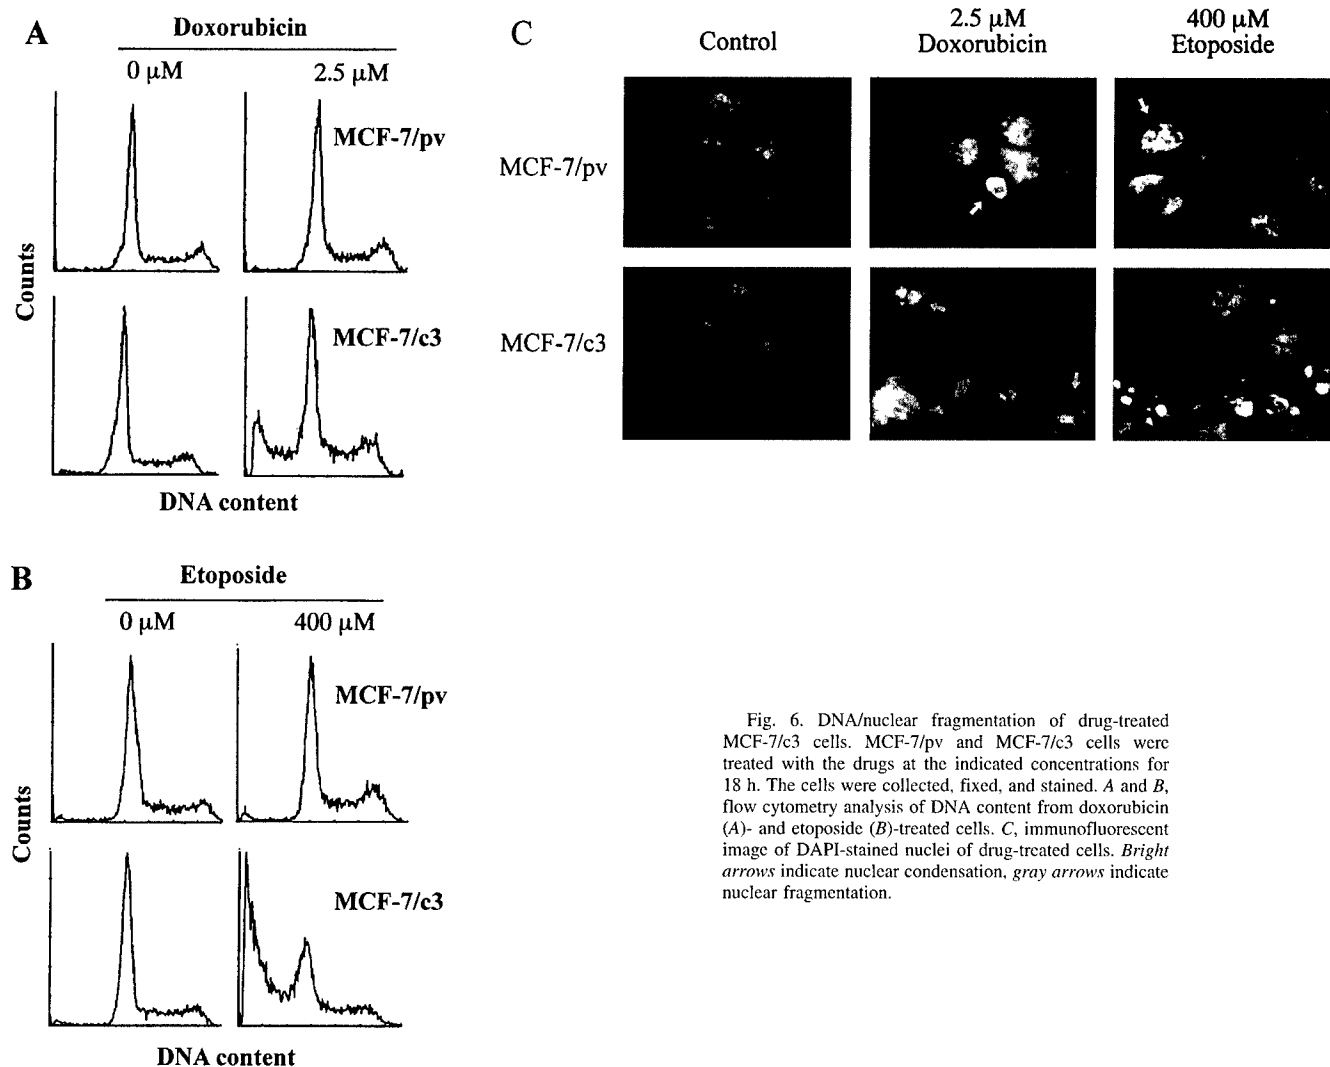 A
Doxorubicin
0 μM
2.5 μM
MCF-7/pv
MCF-7/c3
Counts
DNA content
B
Etoposide
0 μM
400 μM
MCF-7/pv
MCF-7/c3
Counts
DNA content
C
Control
2.5 μM
Doxorubicin
400 μM
Etoposide
MCF-7/pv
MCF-7/c3
Fig. 6. DNA/nuclear fragmentation of drug-treated
MCF-7/c3 cells. MCF-7/pv and MCF-7/c3 cells were
treated with the drugs at the indicated concentrations for
18 h. The cells were collected, fixed, and stained. A and B,
flow cytometry analysis of DNA content from doxorubicin
(A)- and etoposide (B)-treated cells. C, immunofluorescent
image of DAPI-stained nuclei of drug-treated cells. Bright
arrows indicate nuclear condensation, gray arrows indicate
nuclear fragmentation.